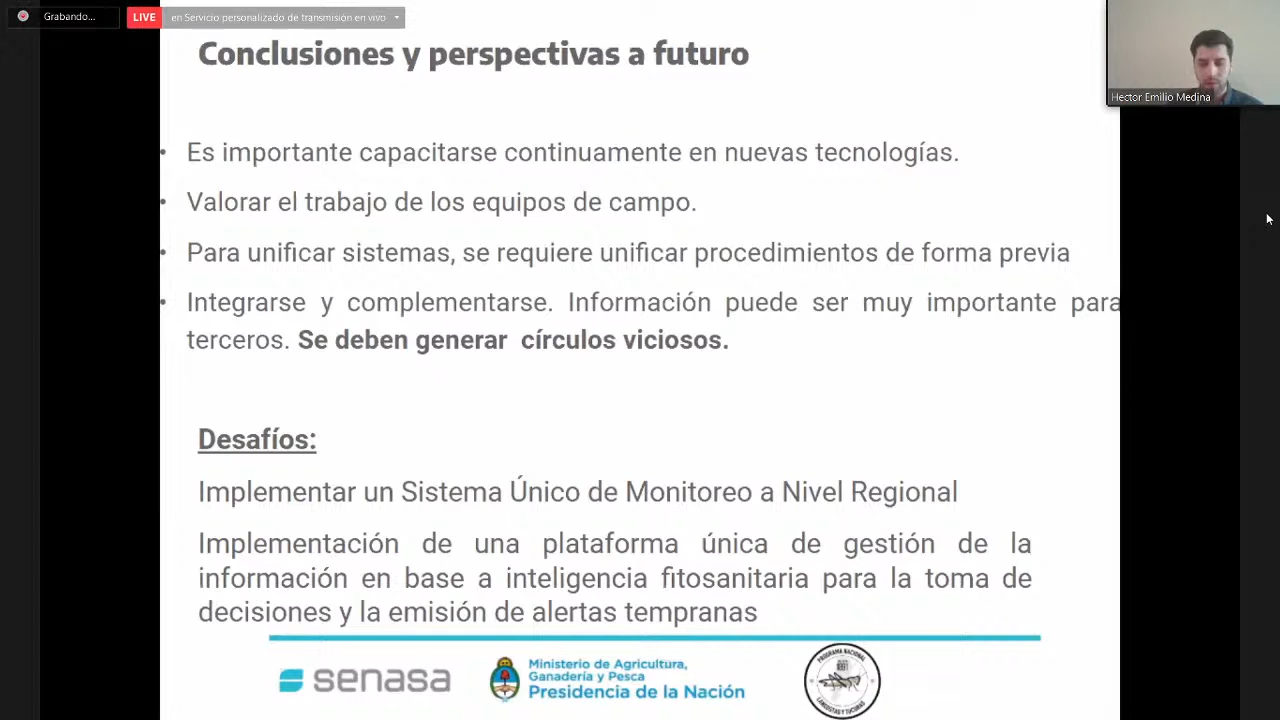 Grabando...
LIVE
en Servicio personalizado de transmisión en vivo
Conclusiones y perspectivas a futuro
Hector Emilio Medina
• Es importante capacitarse continuamente en nuevas tecnologías.
• Valorar el trabajo de los equipos de campo.
• Para unificar sistemas, se requiere unificar procedimientos de forma previa
• Integrarse y complementarse. Información puede ser muy importante para
terceros. Se deben generar círculos viciosos.
Desafíos:
Implementar un Sistema Único de Monitoreo a Nivel Regional
Implementación de una plataforma única de gestión de la
información en base a inteligencia fitosanitaria para la toma de
decisiones y la emisión de alertas tempranas
senasa
Ministerio de Agricultura,
Ganadería y Pesca
Presidencia de la Nación
PROGRAMA NACIONAL
1891
LANGOSTAS Y TUCURAS